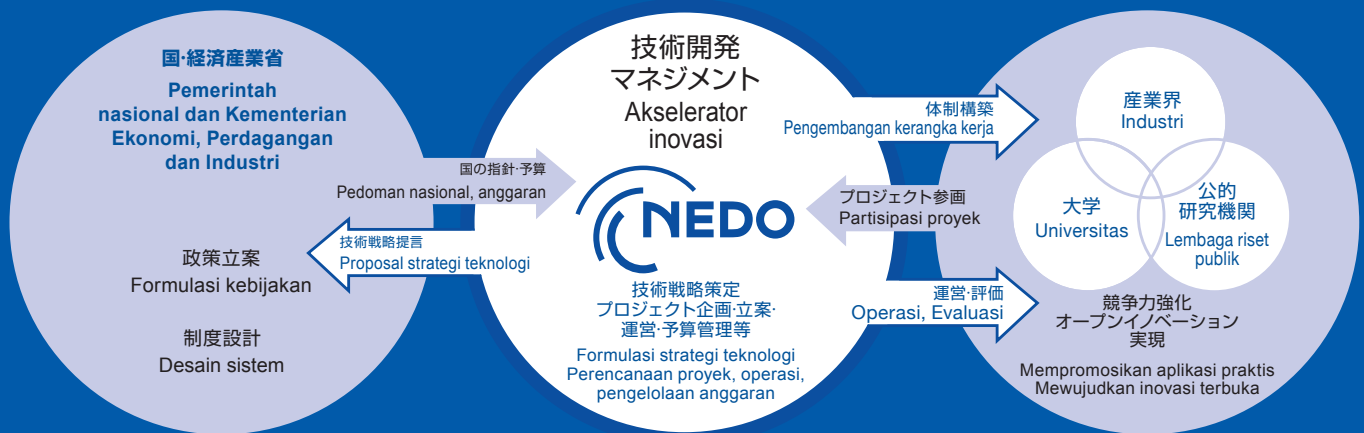 国・経済産業省
Pemerintah
nasional dan Kementerian
Ekonomi, Perdagangan
dan Industri
政策立案
Formulasi kebijakan
制度設計
Desain sistem
国の指針・予算
Pedoman nasional, anggaran
技術戦略提言
Proposal strategi teknologi
技術開発
マネジメント
Akselerator
inovasi
NEDO
技術戦略策定
プロジェクト企画・立案・
運営・予算管理等
Formulasi strategi teknologi
Perencanaan proyek, operasi,
pengelolaan anggaran
体制構築
Pengembangan kerangka kerja
プロジェクト参画
Partisipasi proyek
運営・評価
Operasi, Evaluasi
産業界
Industri
大学
Universitas
公的
研究機関
Lembaga riset
publik
競争力強化
オープンイノベーション
実現
Mempromosikan aplikasi praktis
Mewujudkan inovasi terbuka